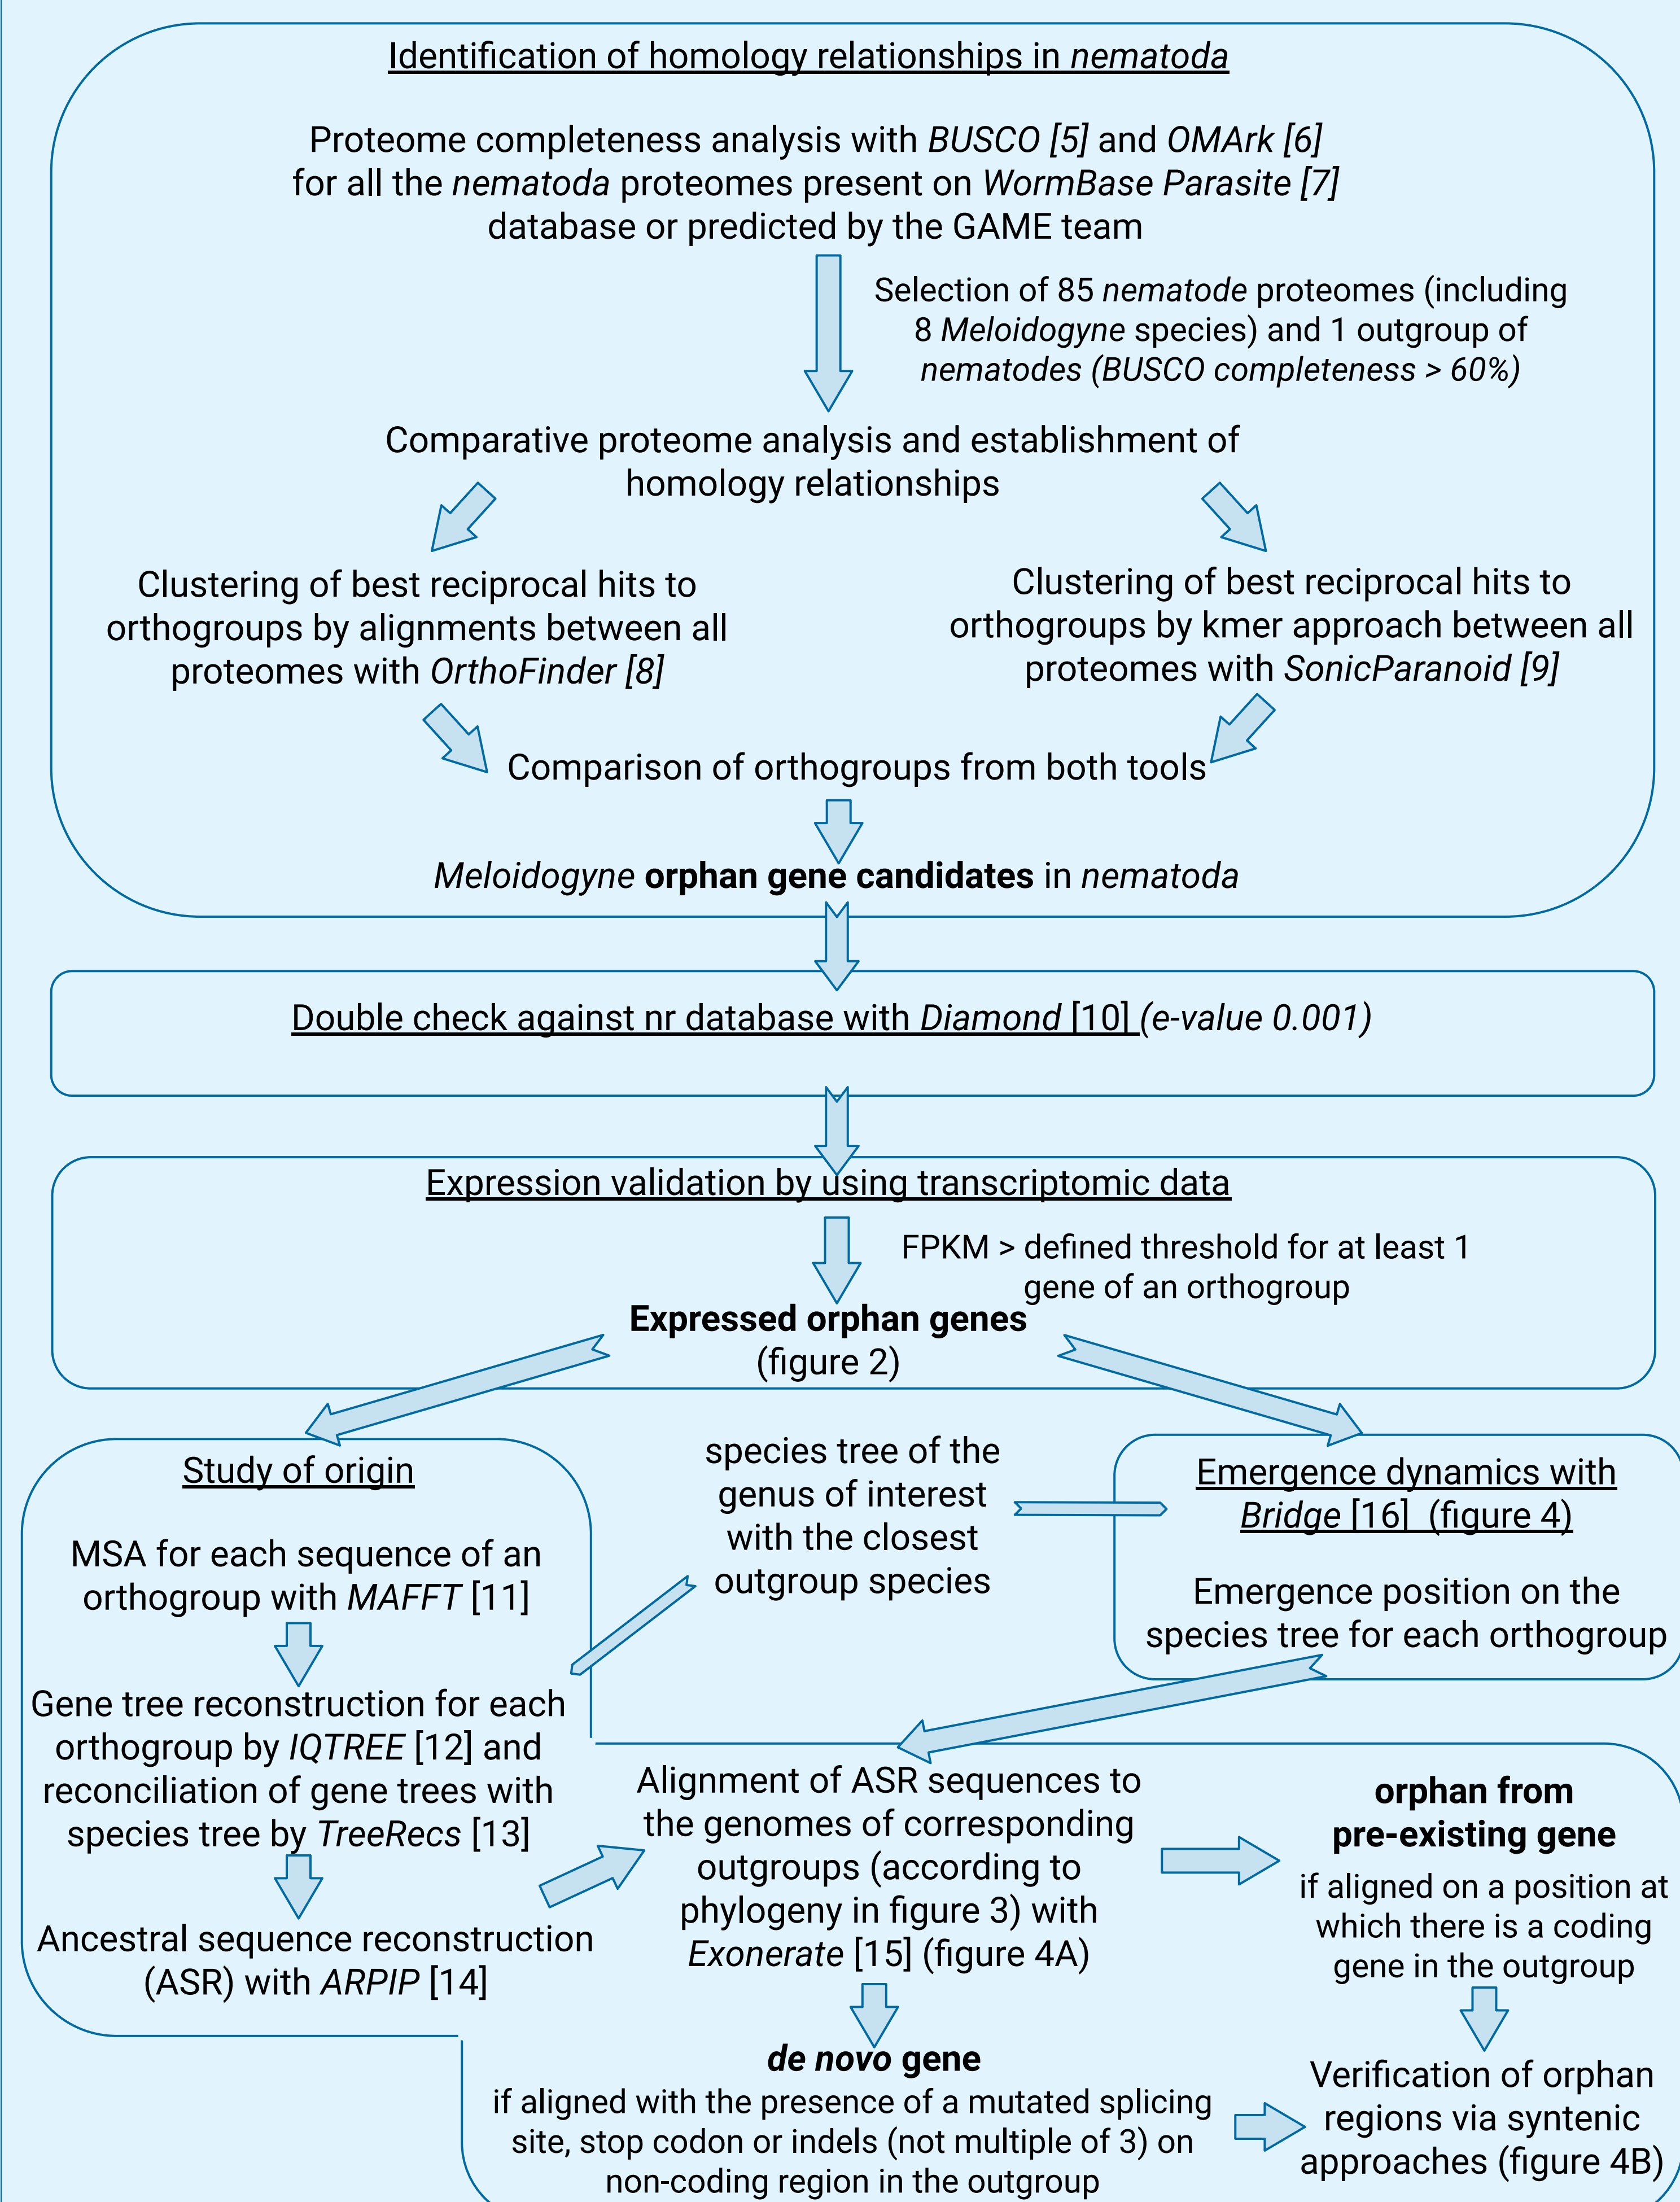 Identification of homology relationships in nematoda
Proteome completeness analysis with BUSCO [5] and OMArk [6]
for all the nematoda proteomes present on WormBase Parasite [7]
database or predicted by the GAME team
Selection of 85 nematode proteomes (including
8 Meloidogyne species) and 1 outgroup of
nematodes (BUSCO completeness > 60%)
Comparative proteome analysis and establishment of
homology relationships
Clustering of best reciprocal hits to
orthogroups by alignments between all
proteomes with OrthoFinder [8]
Clustering of best reciprocal hits to
orthogroups by kmer approach between all
proteomes with SonicParanoid [9]
Comparison of orthogroups from both tools
Meloidogyne orphan gene candidates in nematoda
Double check against nr database with Diamond [10] (e-value 0.001)
Expression validation by using transcriptomic data
FPKM > defined threshold for at least 1
gene of an orthogroup
Expressed orphan genes
(figure 2)
Study of origin
MSA for each sequence of an
orthogroup with MAFFT [11]
Gene tree reconstruction for each
orthogroup by IQTREE [12] and
reconciliation of gene trees with
species tree by TreeRecs [13]
Ancestral sequence reconstruction
(ASR) with ARPIP [14]
species tree of the
genus of interest
with the closest
outgroup species
Emergence dynamics with
Bridge [16] (figure 4)
Emergence position on the
species tree for each orthogroup
Alignment of ASR sequences to
the genomes of corresponding
outgroups (according to
phylogeny in figure 3) with
Exonerate [15] (figure 4A)
orphan from
pre-existing gene
if aligned on a position at
which there is a coding
gene in the outgroup
de novo gene
if aligned with the presence of a mutated splicing
site, stop codon or indels (not multiple of 3) on
non-coding region in the outgroup
Verification of orphan
regions via syntenic
approaches (figure 4B)